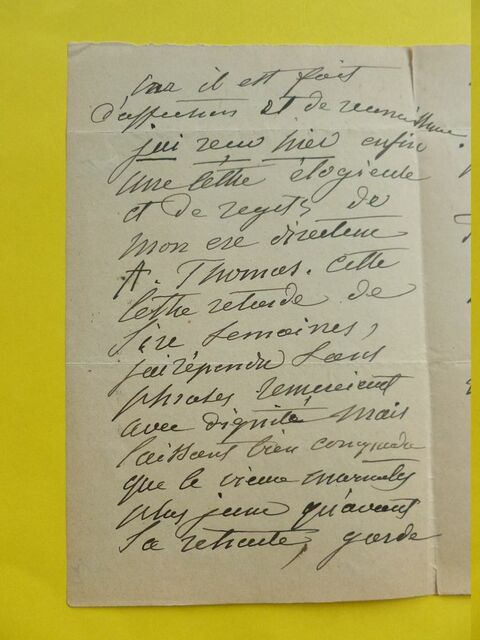 car il est fait
d'affection et de reconnaissance.
j'ai reçu hier enfin
une lettre élogieuse
et de regrets de
mon ex directeur
A. Thomas. Cette
lettre retarde de
six semaines,
j'ai répondu sans
phrases remerciant
avec dignité mais
laissant bien comprendre
que le vieux
plus jeune qu'avant
sa retraite, garde